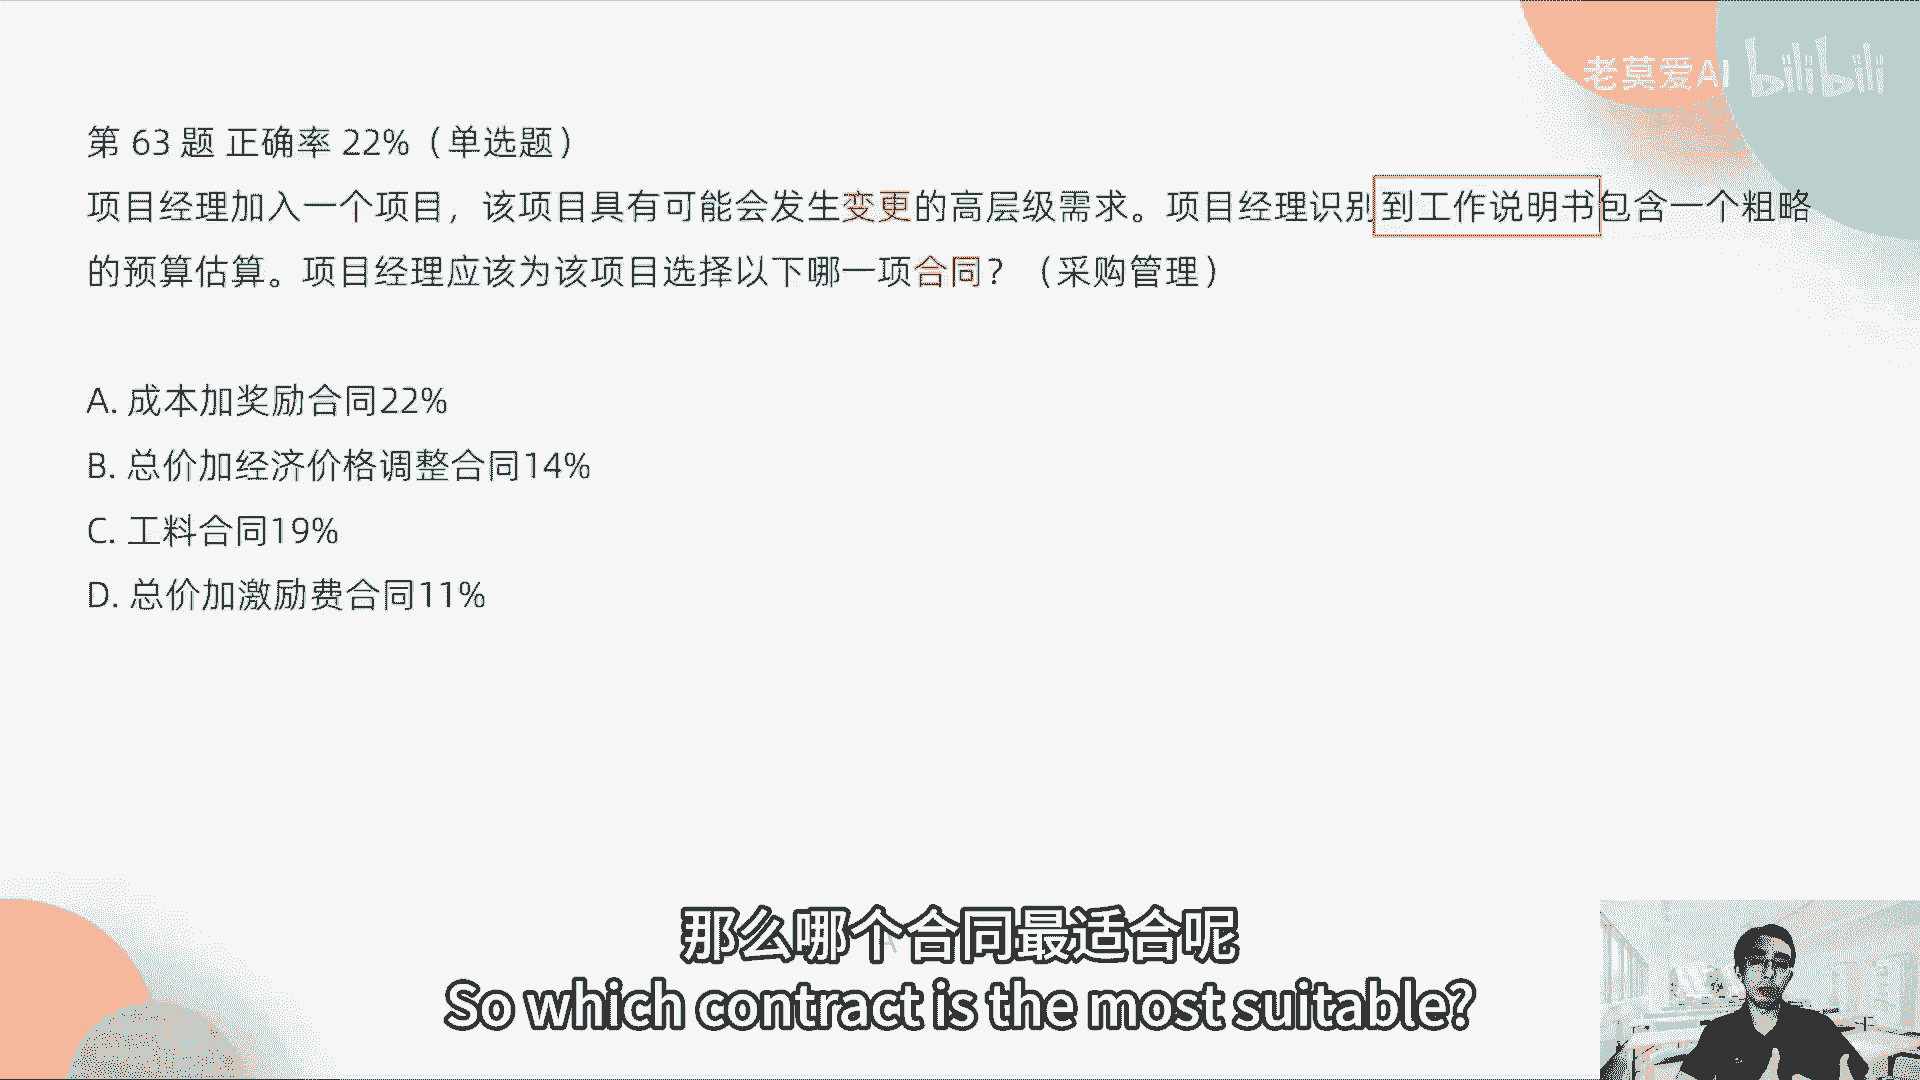 老莫爱AI bilibili
第 63 题 正确率 22%（单选题）
项目经理加入一个项目，该项目具有可能会发生变更的高层级需求。项目经理识别到工作说明书包含一个粗略
的预算估算。项目经理应该为该项目选择以下哪一项合同？（采购管理）
A. 成本加奖励合同22%
B. 总价加经济价格调整合同14%
C. 工料合同19%
D. 总价加激励费合同11%
那么哪个合同最适合呢
So which contract is the most suitable?